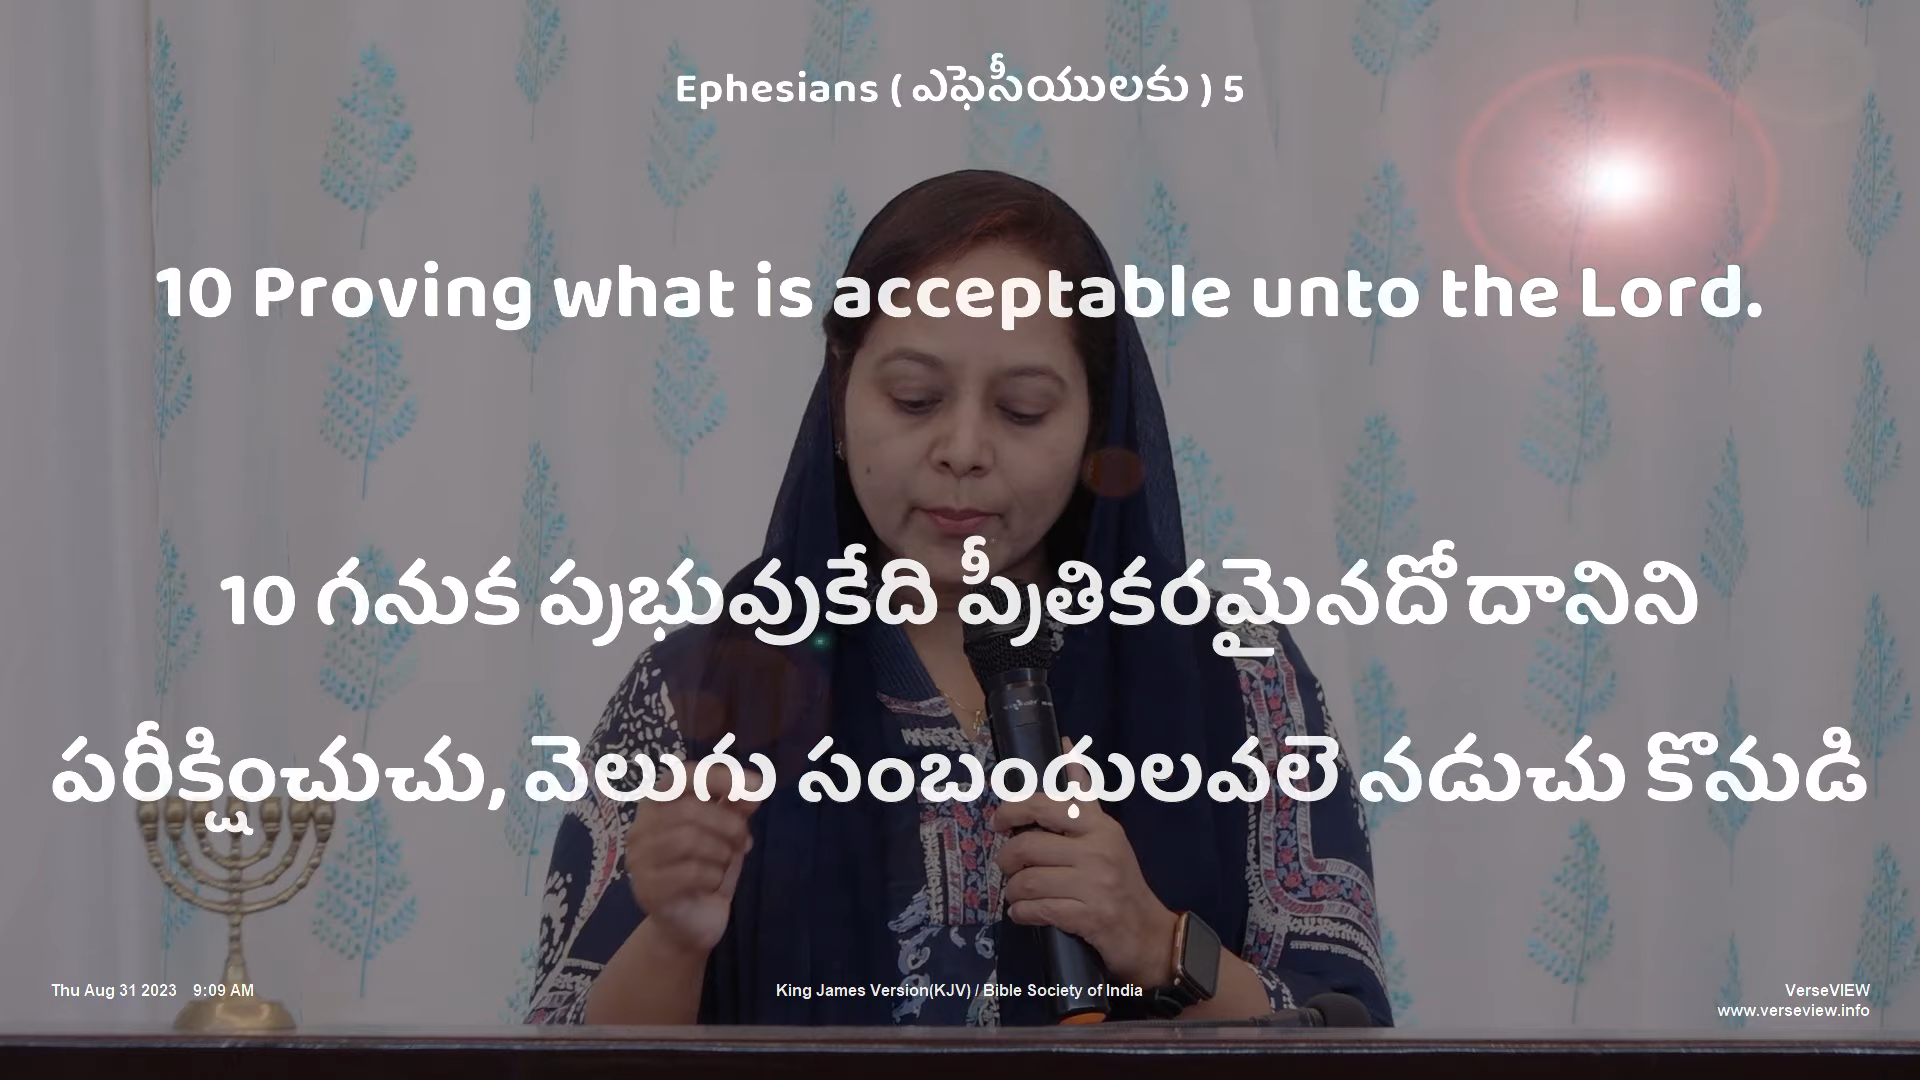 Ephesians ( ఎఫెసీయులకు ) 5
10 Proving what is acceptable unto the Lord.
10 గనుక ప్రభువుకేది ప్రీతికరమైనదో దానిని
పరీక్షించుచు, వెలుగు సంబంధులవలె నడుచు కొనుడి
Thu Aug 31 2023 9:09 AM
King James Version(KJV) / Bible Society of India
VerseVIEW
www.verseview.info